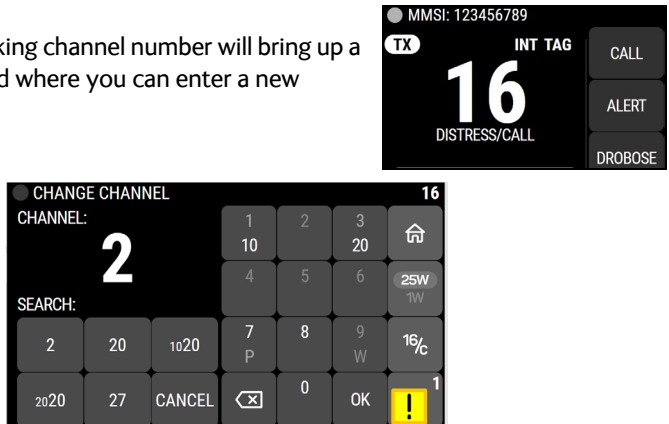 MMSI: 123456789
king channel number will bring up a
d where you can enter a new
TX INT TAG
CALL
16
ALERT
DISTRESS/CALL
DROBOSE
CHANGE CHANNEL 16
CHANNEL:
2
SEARCH:
2 20 1020
2020 27 CANCEL
1 2 3
10 20
4 5 6
25W
1W
7 8 9
P W
16/C
0 OK
! 1